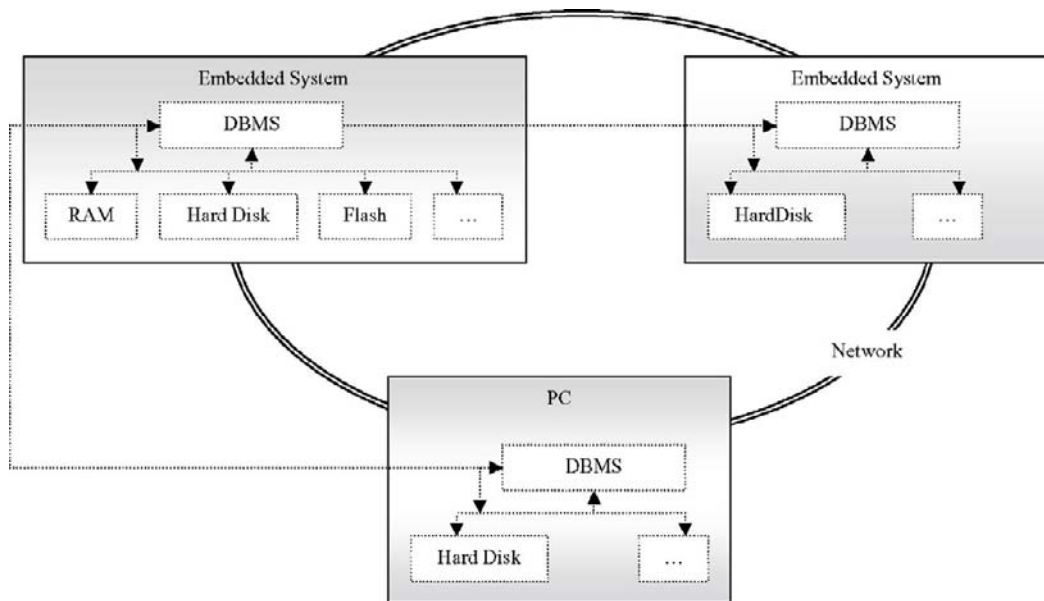 Embedded System
DBMS
RAM
Hard Disk
Flash
...
Embedded System
DBMS
HardDisk
...
Network
PC
DBMS
Hard Disk
...